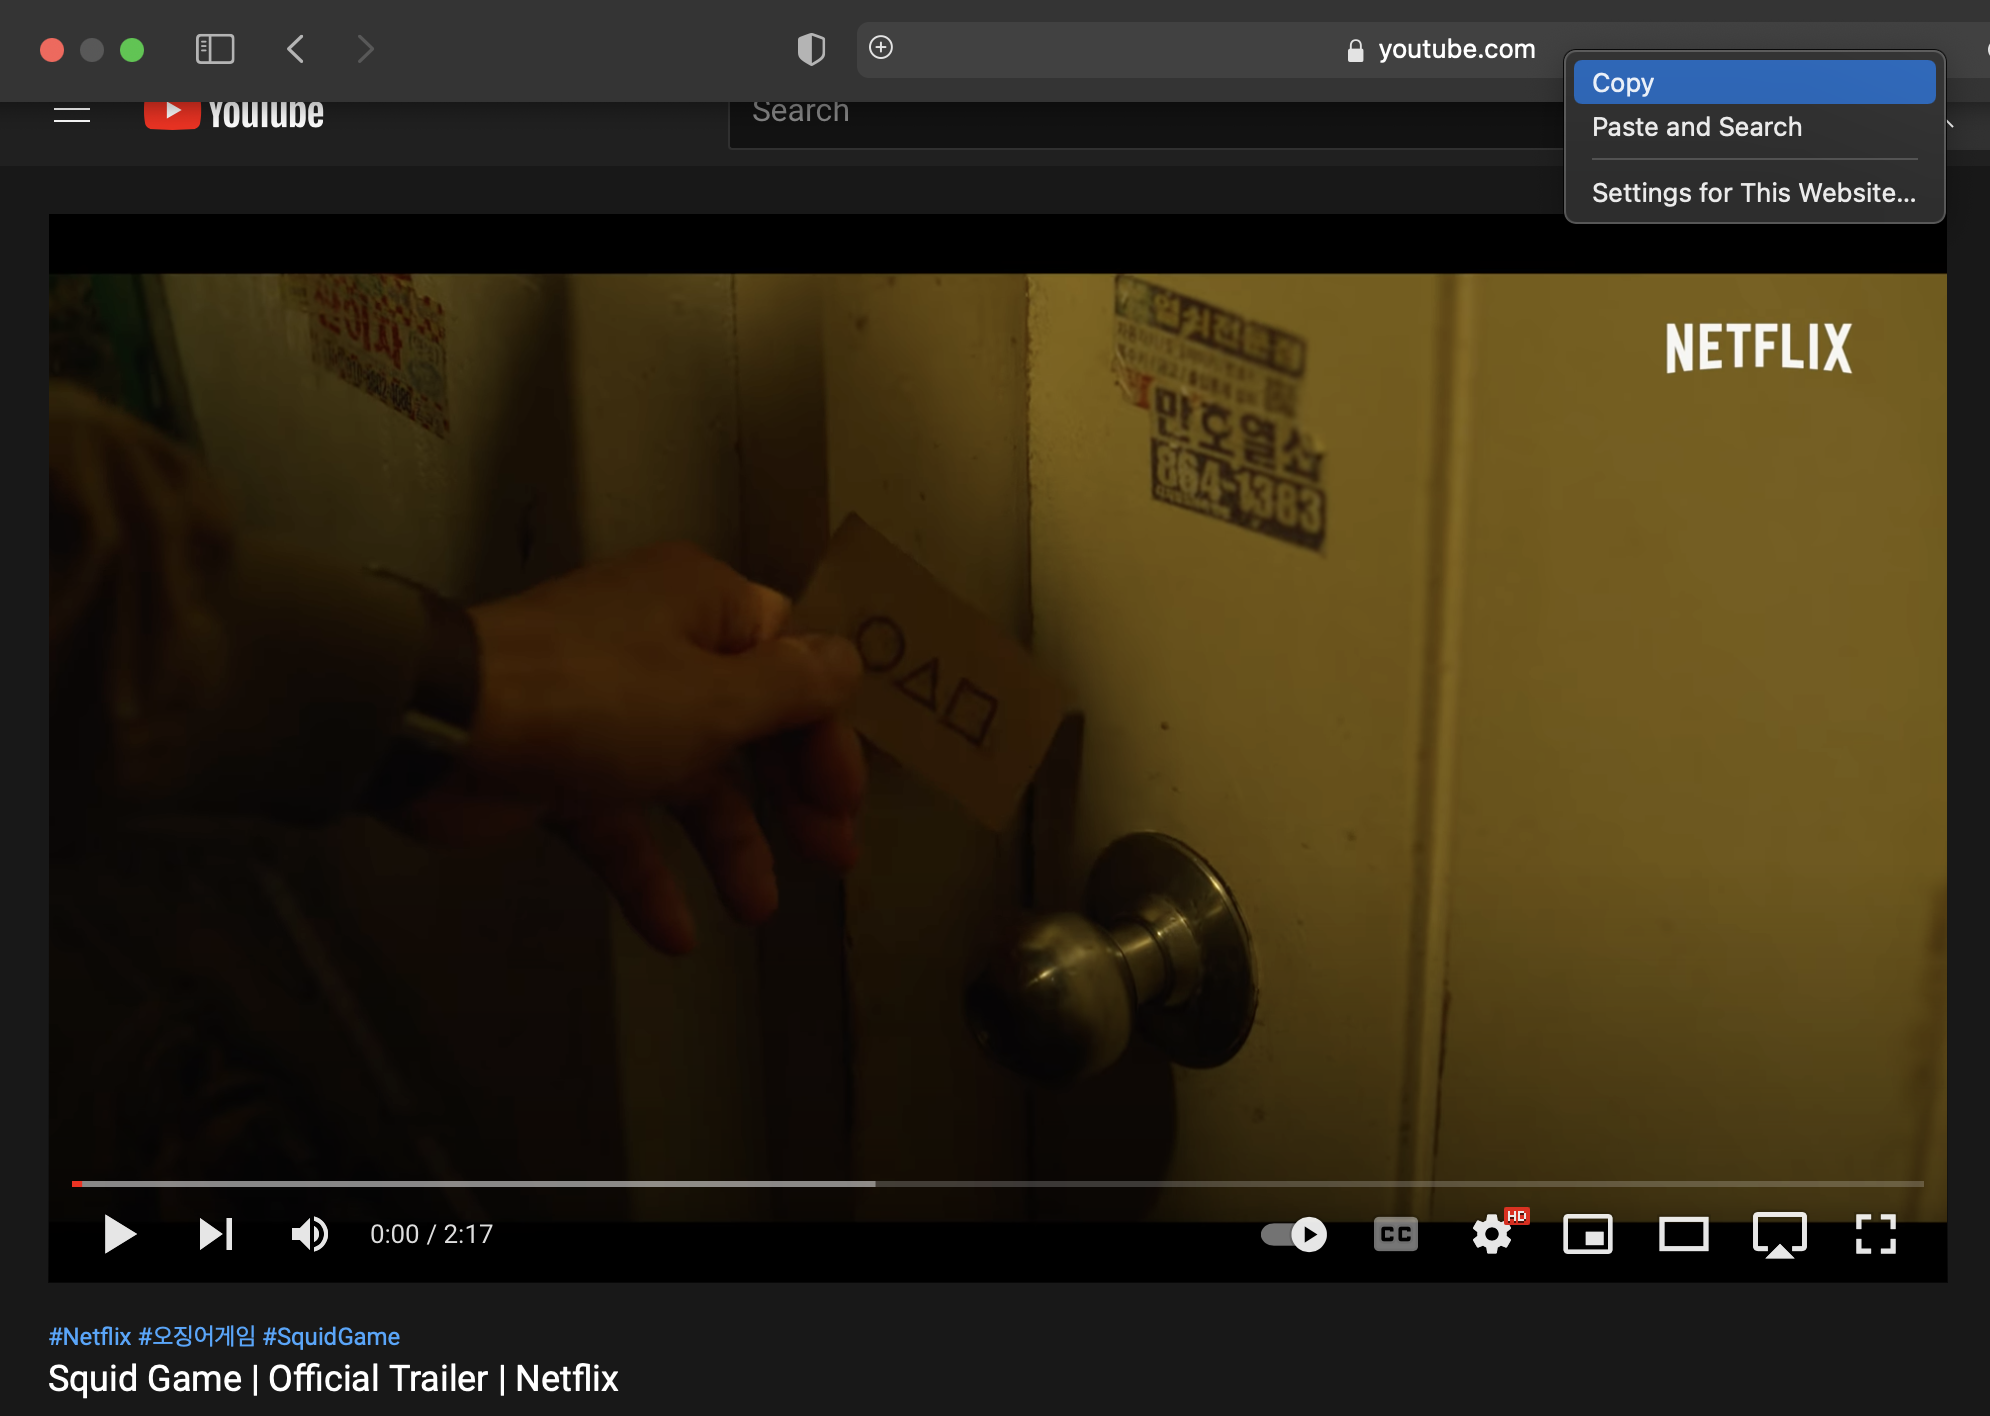 youtube.com
Copy
Paste and Search
Settings for This Website...
YouTube
Search
NETFLIX
만호열쇠
864-1383
0:00 / 2:17
CC
HD
#Netflix #오징어게임 #SquidGame
Squid Game | Official Trailer | Netflix